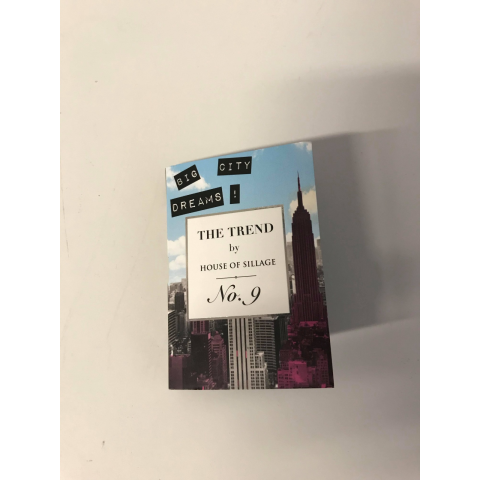 BIG CITY
DREAMS !
THE TREND
by
HOUSE OF SILLAGE
No. 9